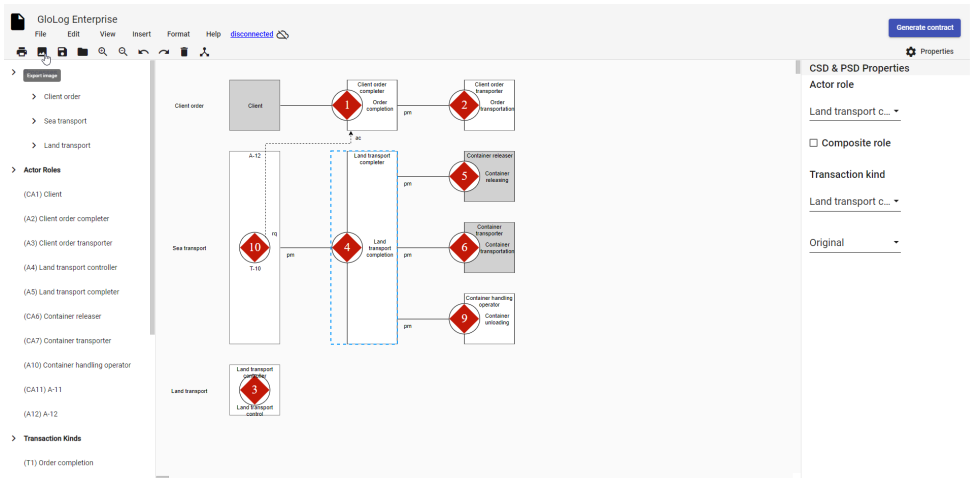 GloLog Enterprise
File Edit View Insert Format Help disconnected
Generate contract
Properties
Export image
Client order
Sea transport
Land transport
Actor Roles
(CA1) Client
(A2) Client order completer
(A3) Client order transporter
(A4) Land transport controller
(A5) Land transport completer
(CA6) Container releaser
(CA7) Container transporter
(A10) Container handling operator
(CA11) A-11
(A12) A-12
Transaction Kinds
(T1) Order completion
Client order
Client
Client order
completer
1
Order
completion
pm
Client order
transporter
2
Order
transportation
ac
Sea transport
A-12
rq
10
T-10
pm
Land transport
completer
4
Land
transport
completion
pm
Container releaser
5
Container
releasing
pm
Container
transporter
6
Container
transportation
pm
Container handling
operator
9
Container
unloading
Land transport
Land transport
controller
3
Land transport
control
CSD & PSD Properties
Actor role
Land transport c...
Composite role
Transaction kind
Land transport c...
Original